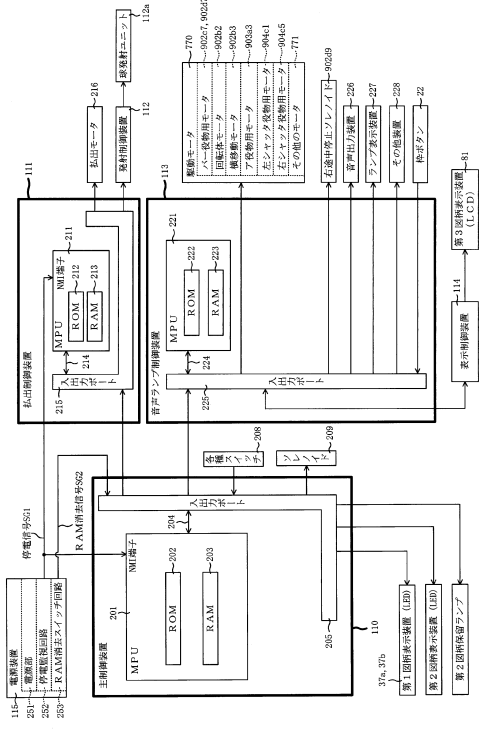 115
電源装置
251
電源部
252
停電監視回路
253
RAM消去スイッチ回路
停電信号SG1
RAM消去信号SG2
111
払出制御装置
MPU
211
NMI端子
ROM
212
RAM
213
214
215
入出力ポート
払出モータ
216
発射制御装置
112
球発射ユニット
112a
主制御装置
110
MPU
201
NMI端子
ROM
202
RAM
203
204
205
入出力ポート
各種スイッチ
208
ソレノイド
209
37a, 37b
第1図柄表示装置(LED)
第2図柄表示装置(LED)
第2図柄保留ランプ
113
音声ランプ制御装置
MPU
221
ROM
222
RAM
223
224
225
入出力ポート
駆動モータ
770
バー役物用モータ
902c7, 902d7
回転体モータ
902b2
横移動モータ
902b3
ア役物用モータ
903a3
左シャッタ役物用モータ
904c1
右シャッタ役物用モータ
904c5
その他のモータ
771
右途中停止ソレノイド
902d9
音声出力装置
226
ランプ表示装置
227
その他装置
228
枠ボタン
22
表示制御装置
114
第3図柄表示装置
(LCD)
81